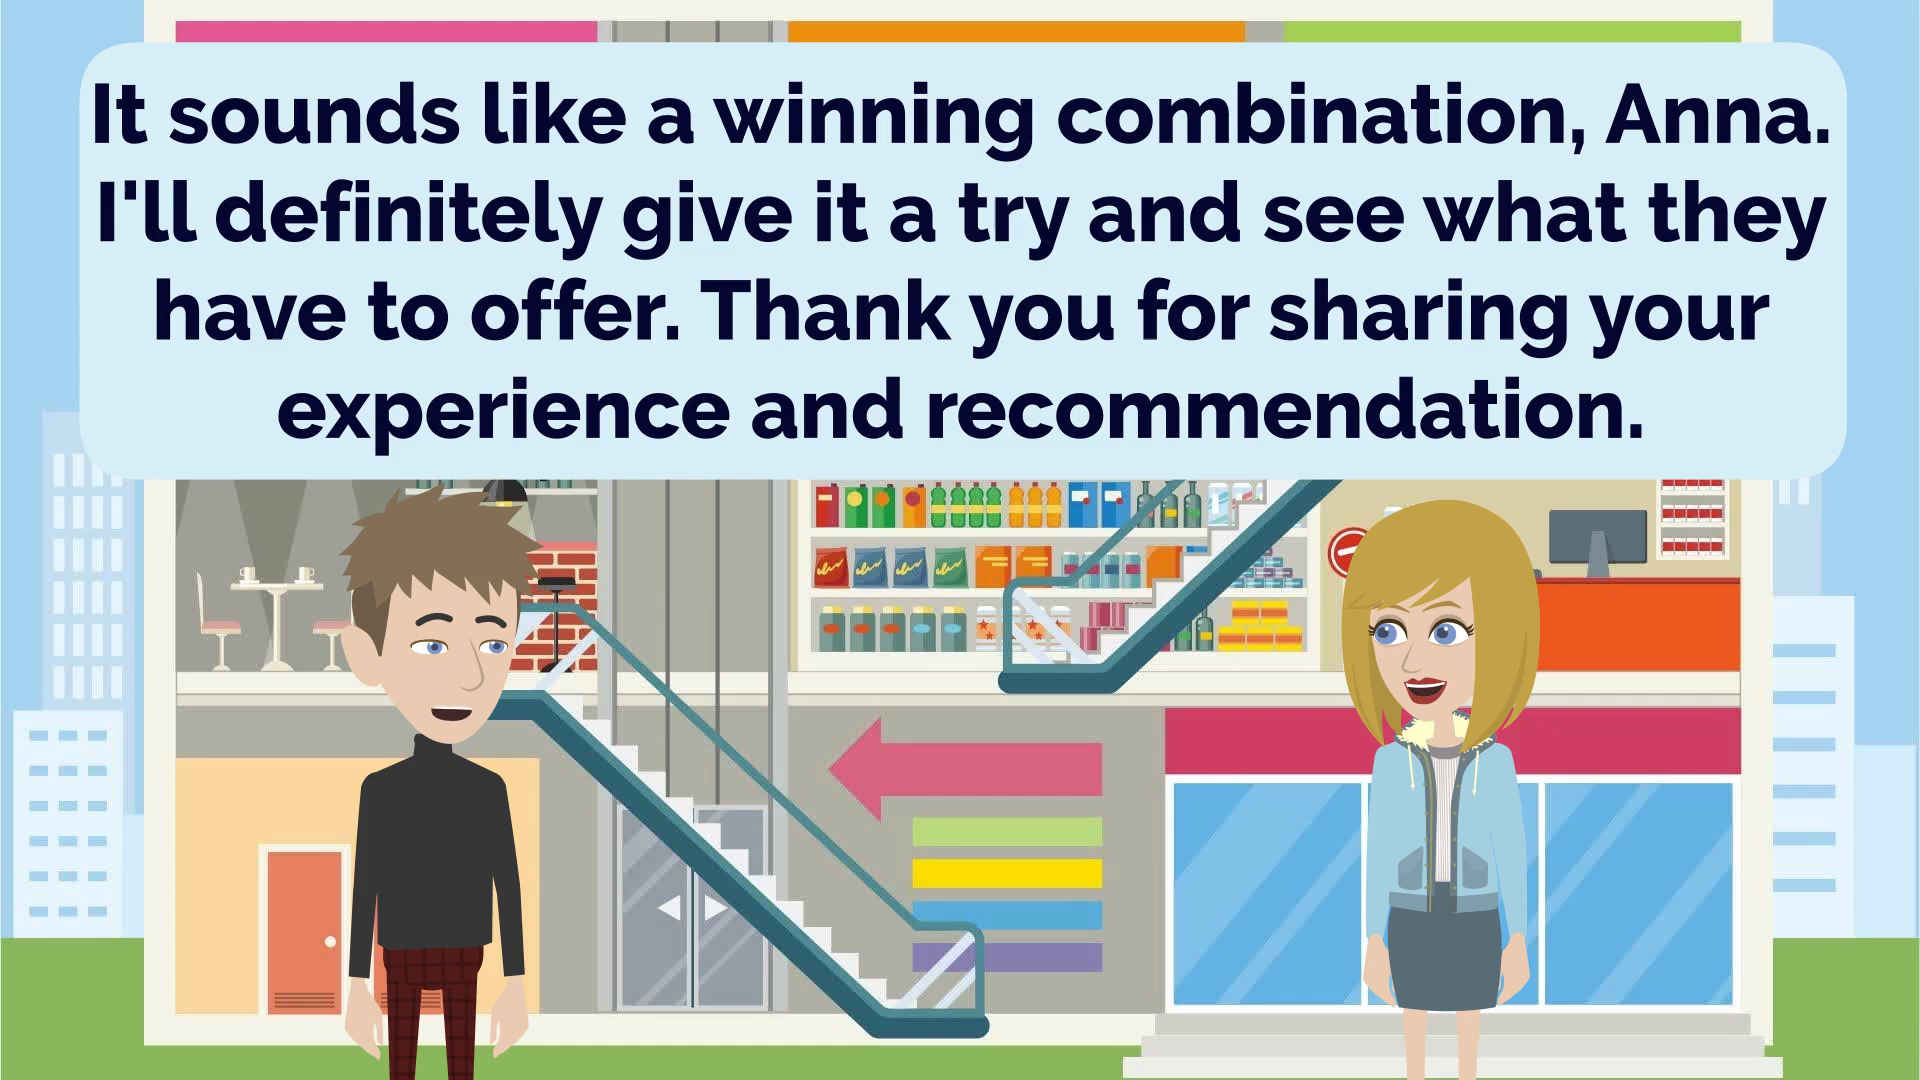 It sounds like a winning combination, Anna.
I'll definitely give it a try and see what they
have to offer. Thank you for sharing your
experience and recommendation.